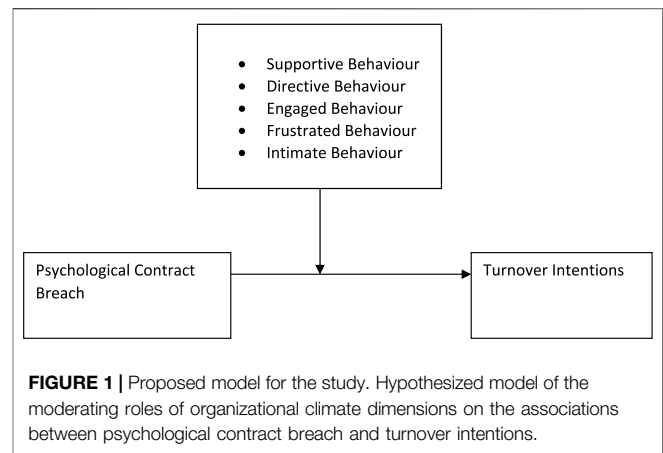 • Supportive Behaviour
• Directive Behaviour
• Engaged Behaviour
• Frustrated Behaviour
• Intimate Behaviour
Psychological Contract
Breach
Turnover Intentions
FIGURE 1 | Proposed model for the study. Hypothesized model of the
moderating roles of organizational climate dimensions on the associations
between psychological contract breach and turnover intentions.